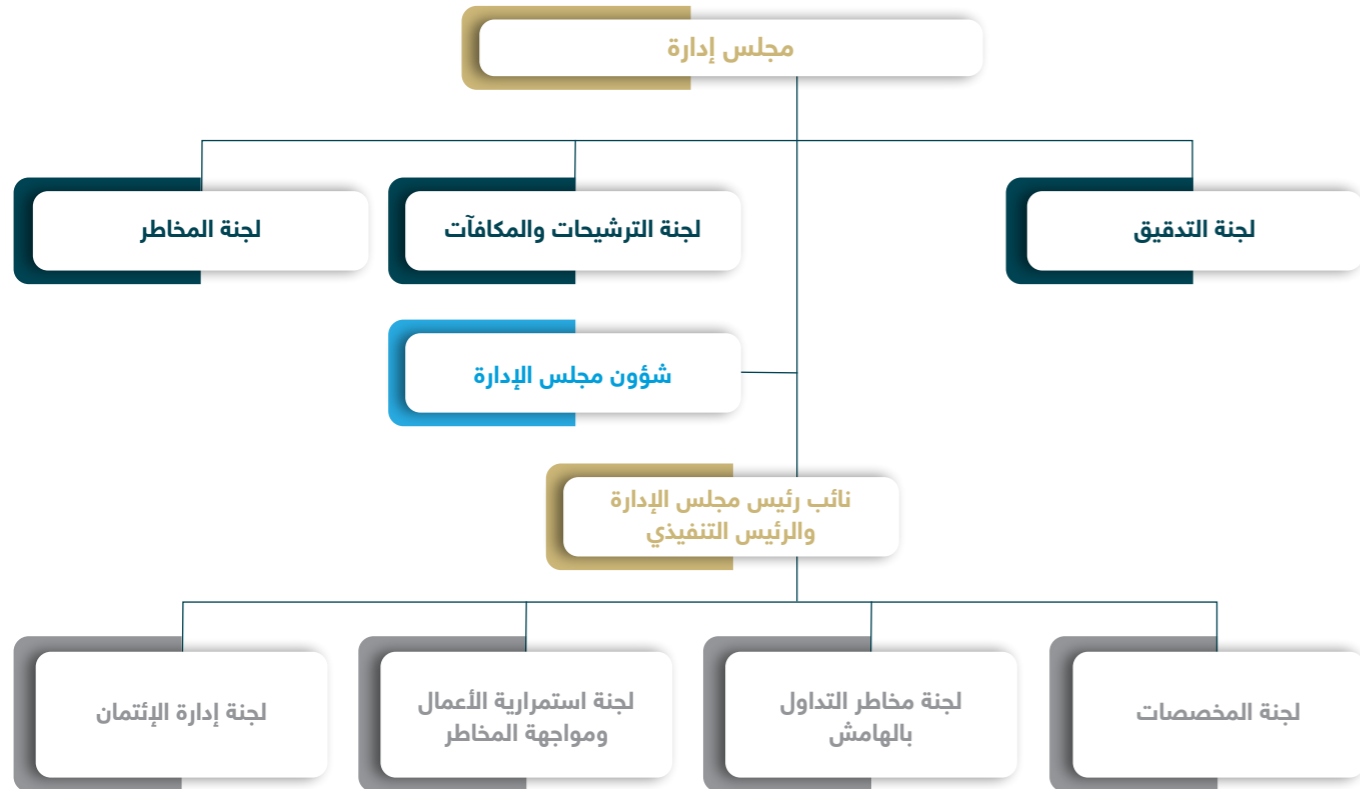 مجلس إدارة
لجنة التدقيق
لجنة الترشيحات والمكافآت
لجنة المخاطر
شؤون مجلس الإدارة
نائب رئيس مجلس الإدارة
والرئيس التنفيذي
لجنة المخصصات
لجنة مخاطر التداول
بالهامش
لجنة استمرارية الأعمال
ومواجهة المخاطر
لجنة إدارة الإئتمان